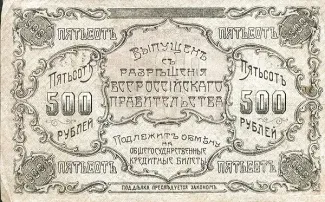 ПЯТЬСОТЪ
ПЯТЬСОТЪ
ВЫПУЩЕНЪ
СЪ
РАЗРѢШЕНІЯ
ВСЕРОССІЙСКАГО
ПРАВИТЕЛЬСТВА
ПЯТЬСОТЪ
500
РУБЛЕЙ
ПЯТЬСОТЪ
500
РУБЛЕЙ
ПОДЛЕЖИТЪ ОБМѢНУ
НА
ОБЩЕГОСУДАРСТВЕННЫЕ
КРЕДИТНЫЕ БИЛЕТЫ
ПЯТЬСОТЪ
ПЯТЬСОТЪ
ПОДДѢЛКА ПРЕСЛѢДУЕТСЯ ЗАКОНОМЪ.